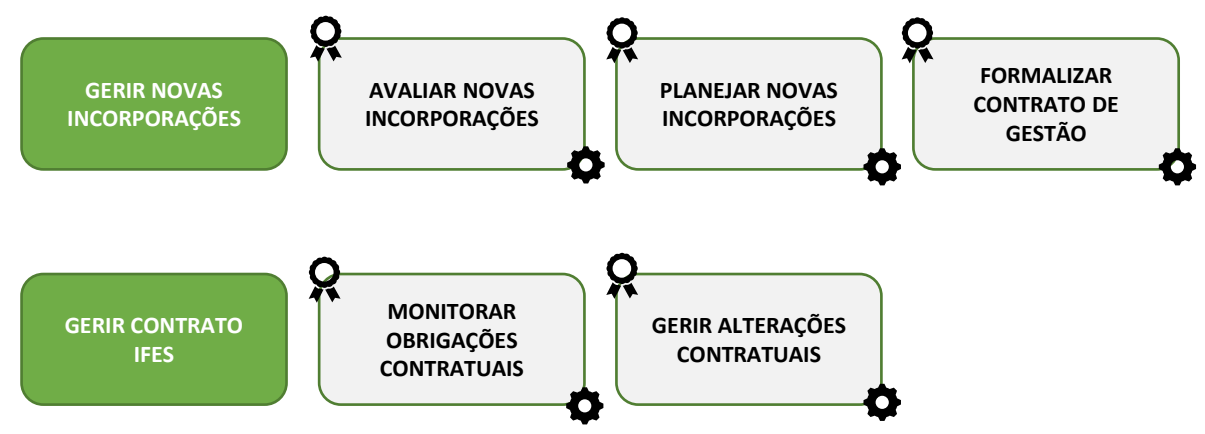 GERIR NOVAS
INCORPORAÇÕES
AVALIAR NOVAS
INCORPORAÇÕES
PLANEJAR NOVAS
INCORPORAÇÕES
FORMALIZAR
CONTRATO DE
GESTÃO
GERIR CONTRATO
IFES
MONITORAR
OBRIGAÇÕES
CONTRATUAIS
GERIR ALTERAÇÕES
CONTRATUAIS